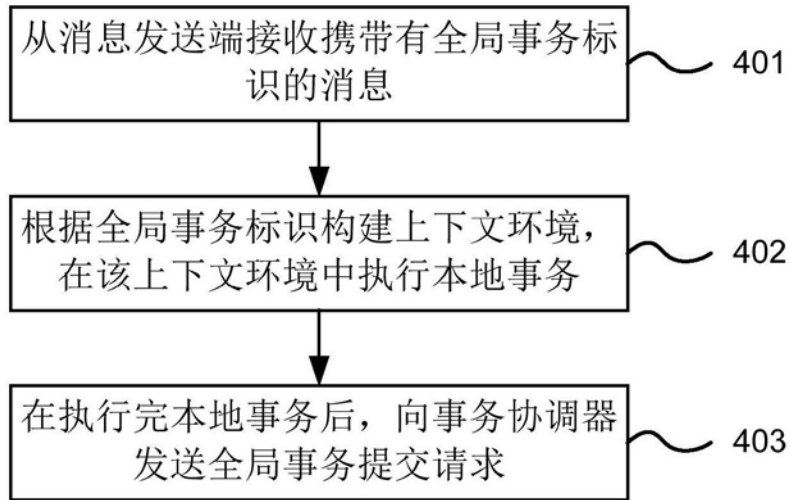 从消息发送端接收携带有全局事务标
识的消息
401
根据全局事务标识构建上下文环境，
在该上下文环境中执行本地事务
402
在执行完本地事务后，向事务协调器
发送全局事务提交请求
403